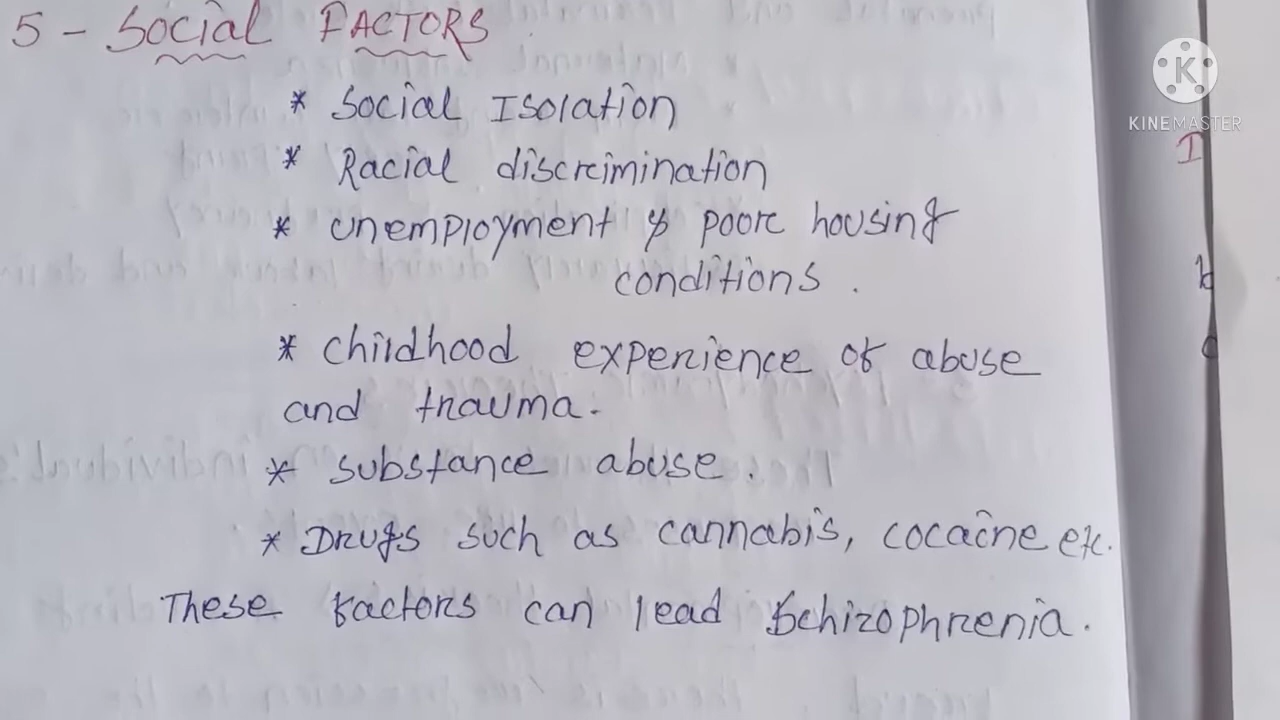 5 - Social FACTORS
* Social Isolation
* Racial discrimination
* unemployment & poor housing
conditions.
* childhood experience of abuse
and trauma.
* substance abuse.
* Drugs such as cannabis, cocaine etc.
These factors can lead Schizophrenia.
KINEMASTER